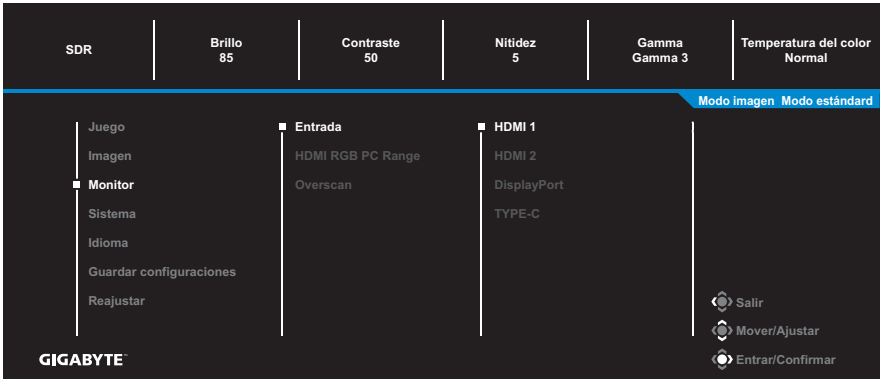 SDR
Brillo
85
Contraste
50
Nitidez
5
Gamma
Gamma 3
Temperatura del color
Normal
Modo imagen Modo estándard
Juego
Imagen
Monitor
Sistema
Idioma
Guardar configuraciones
Reajustar
Entrada
HDMI RGB PC Range
Overscan
HDMI 1
HDMI 2
DisplayPort
TYPE-C
Salir
Mover/Ajustar
Entrar/Confirmar
GIGABYTE™